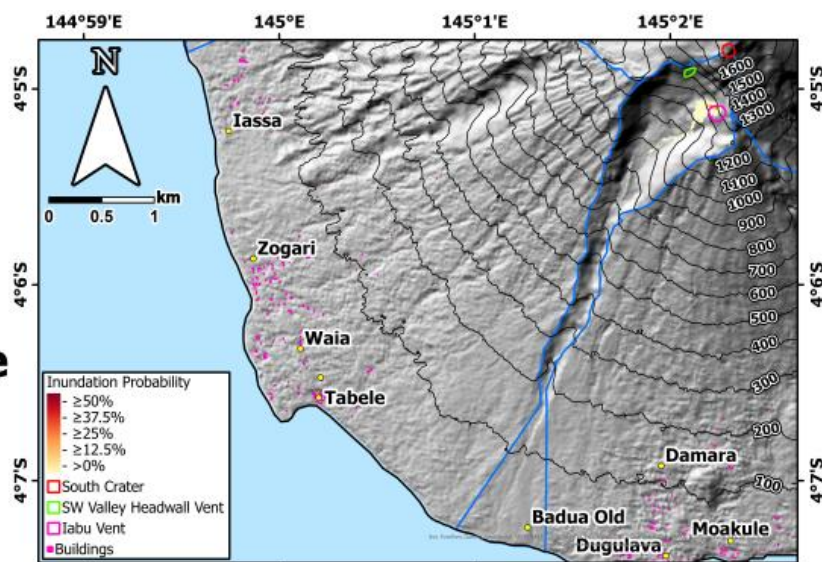 144°59'E 145°E 145°1'E 145°2'E
4°5'S 4°5'S
N
0 0.5 1 km
Iassa
1600
1500
1400
1300
1200
1100
1000
900
800
700
600
500
400
300
200
100
Zogari
4°6'S 4°6'S
Waia
e
Tabele
Inundation Probability
- ≥50%
- ≥37.5%
- ≥25%
- ≥12.5%
- >0%
South Crater
SW Valley Headwall Vent
Iabu Vent
Buildings
Damara
4°7'S 4°7'S
Badua Old
Moakule
Dugulava